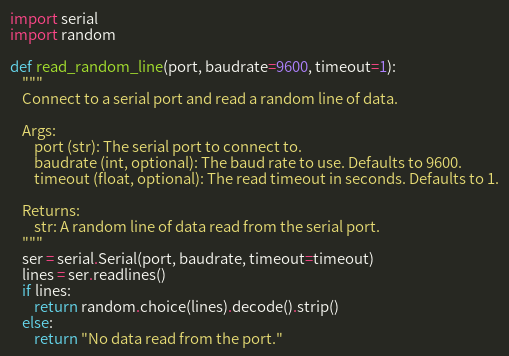 import serial
import random

def read_random_line(port, baudrate=9600, timeout=1):
    """
    Connect to a serial port and read a random line of data.

    Args:
        port (str): The serial port to connect to.
        baudrate (int, optional): The baud rate to use. Defaults to 9600.
        timeout (float, optional): The read timeout in seconds. Defaults to 1.

    Returns:
        str: A random line of data read from the serial port.
    """
    ser = serial.Serial(port, baudrate, timeout=timeout)
    lines = ser.readlines()
    if lines:
        return random.choice(lines).decode().strip()
    else:
        return "No data read from the port."